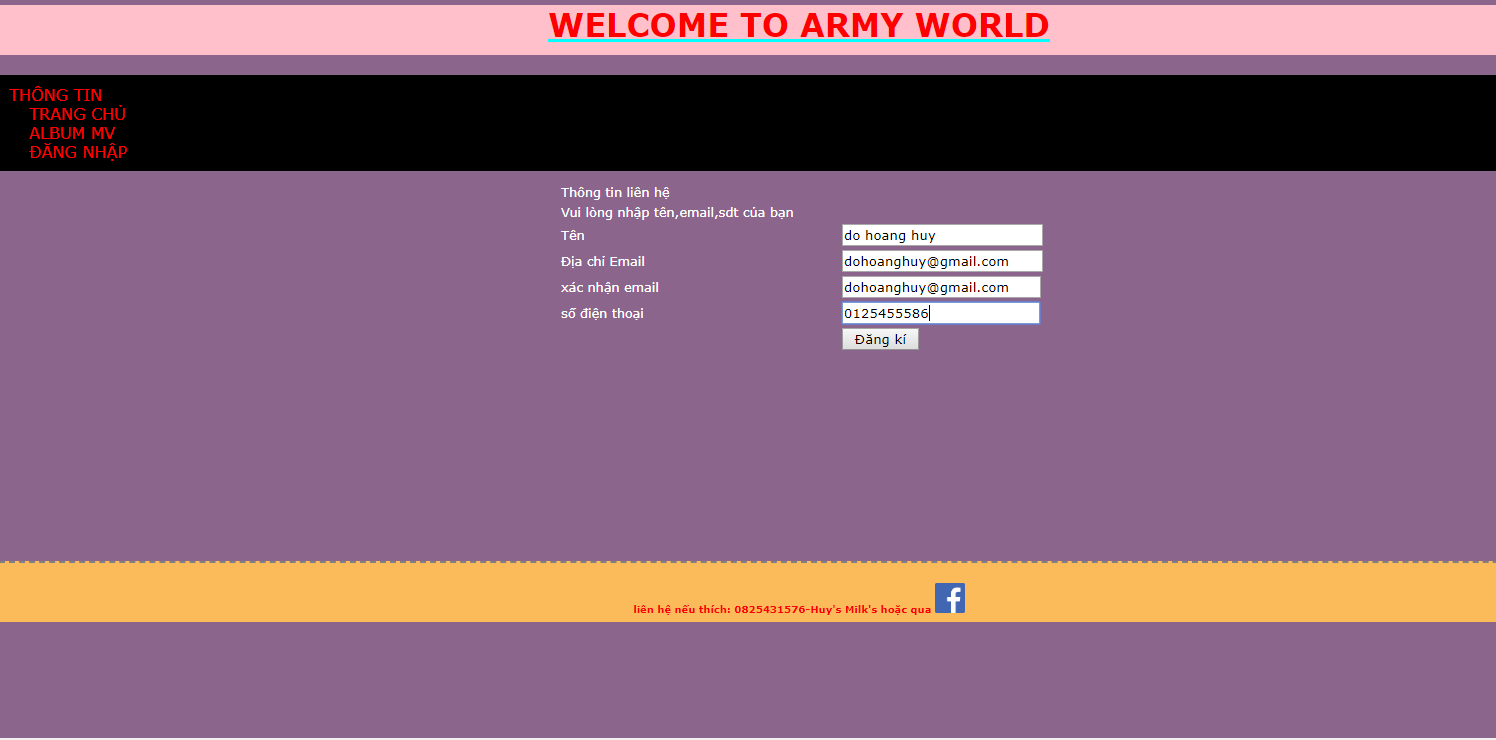 WELCOME TO ARMY WORLD
THÔNG TIN
TRANG CHỦ
ALBUM MV
ĐĂNG NHẬP
Thông tin liên hệ
Vui lòng nhập tên,email,sdt của bạn
Tên do hoang huy
Địa chỉ Email dohoanghuy@gmail.com
xác nhận email dohoanghuy@gmail.com
số điện thoại 0125455586
Đăng kí
liên hệ nếu thích: 0825431576-Huy's Milk's hoặc qua